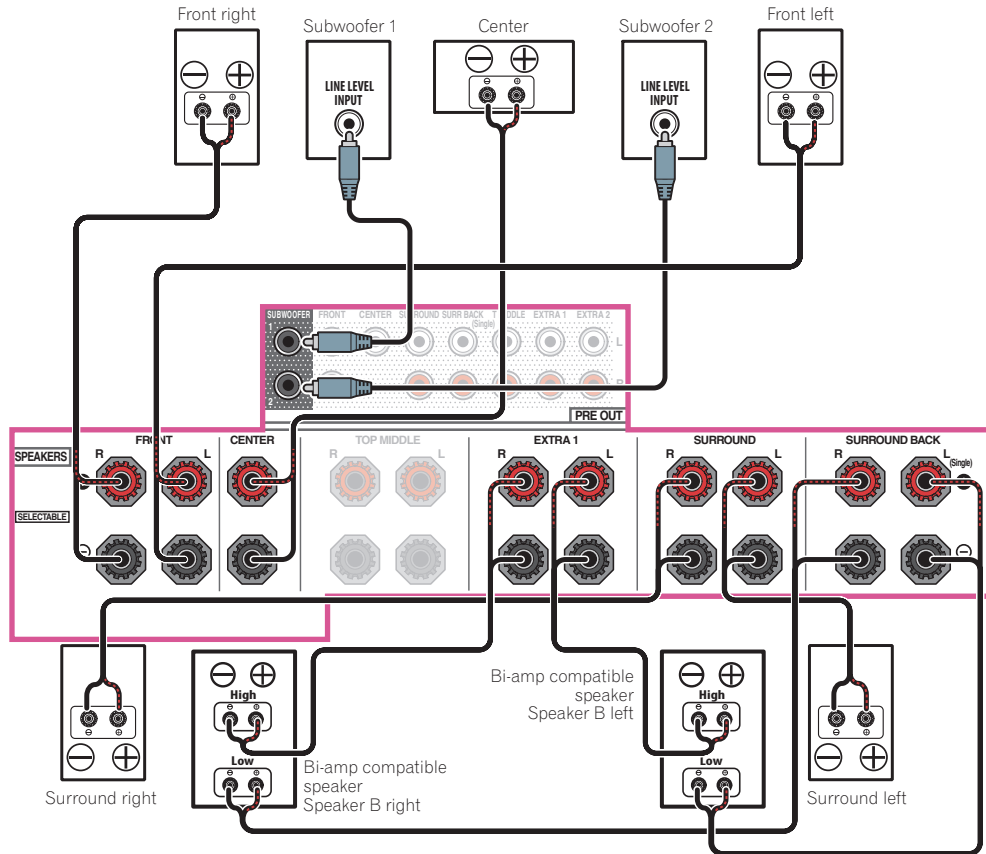 Front right
Subwoofer 1
Center
Subwoofer 2
Front left
LINE LEVEL
INPUT
LINE LEVEL
INPUT
SUBWOOFER FRONT CENTER SURROUND SURR BACK EXTRA 1 EXTRA 2
(Single)
1
L
2
PRE OUT
SPEAKERS
FRONT
CENTER
TOP MIDDLE
EXTRA 1
SURROUND
SURROUND BACK
R L
R L
R L
R L
R L
(Single)
SELECTABLE
High
Low
Bi-amp compatible
speaker
Speaker B left
High
Low
Bi-amp compatible
speaker
Speaker B right
Surround right
Surround left